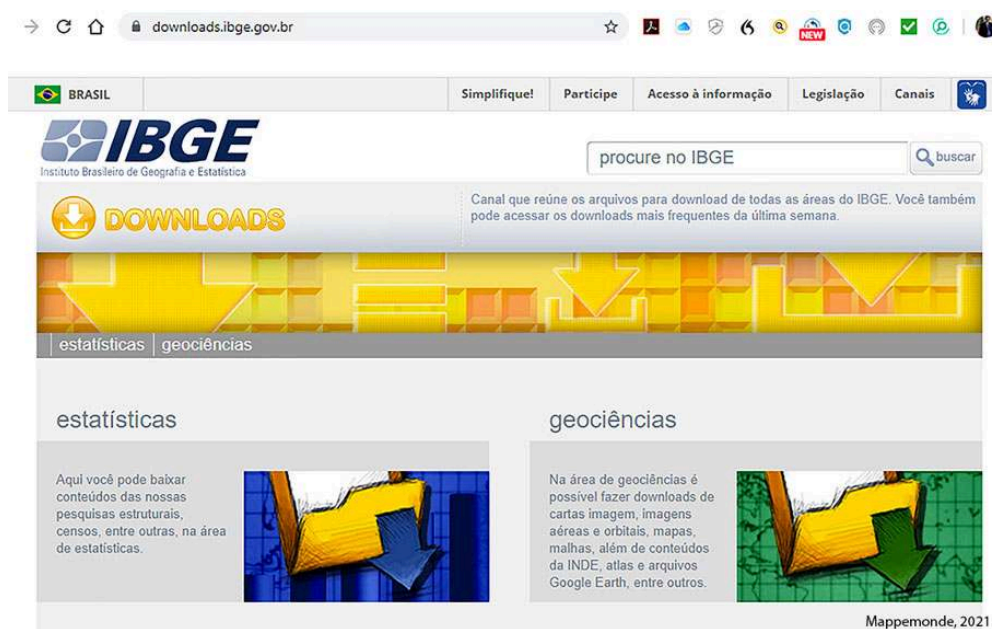 downloads.ibge.gov.br
NEW
BRASIL
Simplifique! Participe Acesso à informação Legislação Canais
IBGE
Instituto Brasileiro de Geografia e Estatística
procure no IBGE
buscar
DOWNLOADS
Canal que reúne os arquivos para download de todas as áreas do IBGE. Você também
pode acessar os downloads mais frequentes da última semana.
estatísticas geociências
estatísticas
Aqui você pode baixar
conteúdos das nossas
pesquisas estruturais,
censos, entre outras, na área
de estatísticas.
geociências
Na área de geociências é
possível fazer downloads de
cartas imagem, imagens
aéreas e orbitais, mapas,
malhas, além de conteúdos
da INDE, atlas e arquivos
Google Earth, entre outros.
Mappemonde, 2021